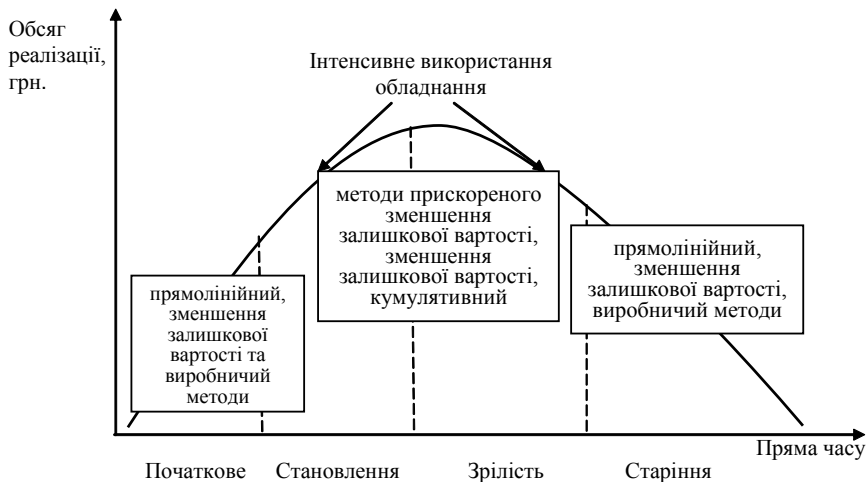 Обсяг
реалізації,
грн.
Інтенсивне використання
обладнання
методи прискореного
зменшення
залишкової вартості,
зменшення
залишкової вартості,
кумулятивний
прямолінійний,
зменшення
залишкової вартості,
виробничий методи
прямолінійний,
зменшення
залишкової
вартості та
виробничий
методи
Пряма часу
Початкове Становлення Зрілість Старіння